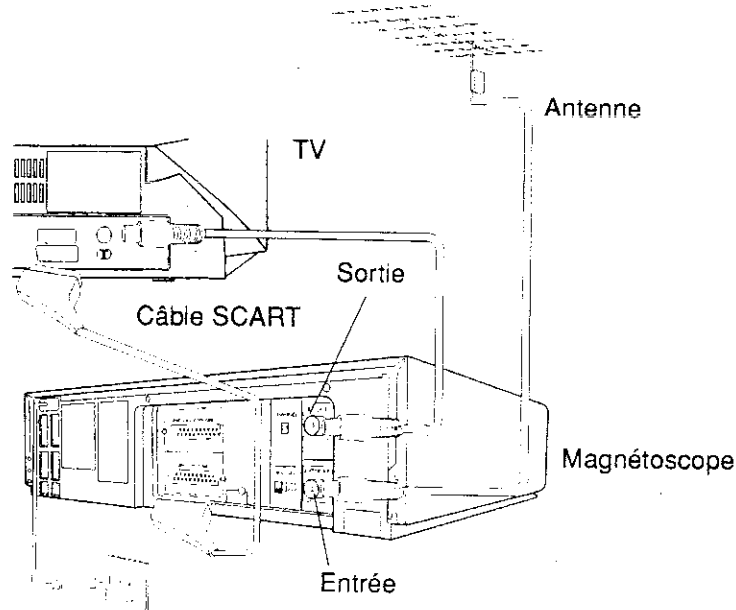 Antenne
TV
Sortie
Câble SCART
Magnétoscope
Entrée